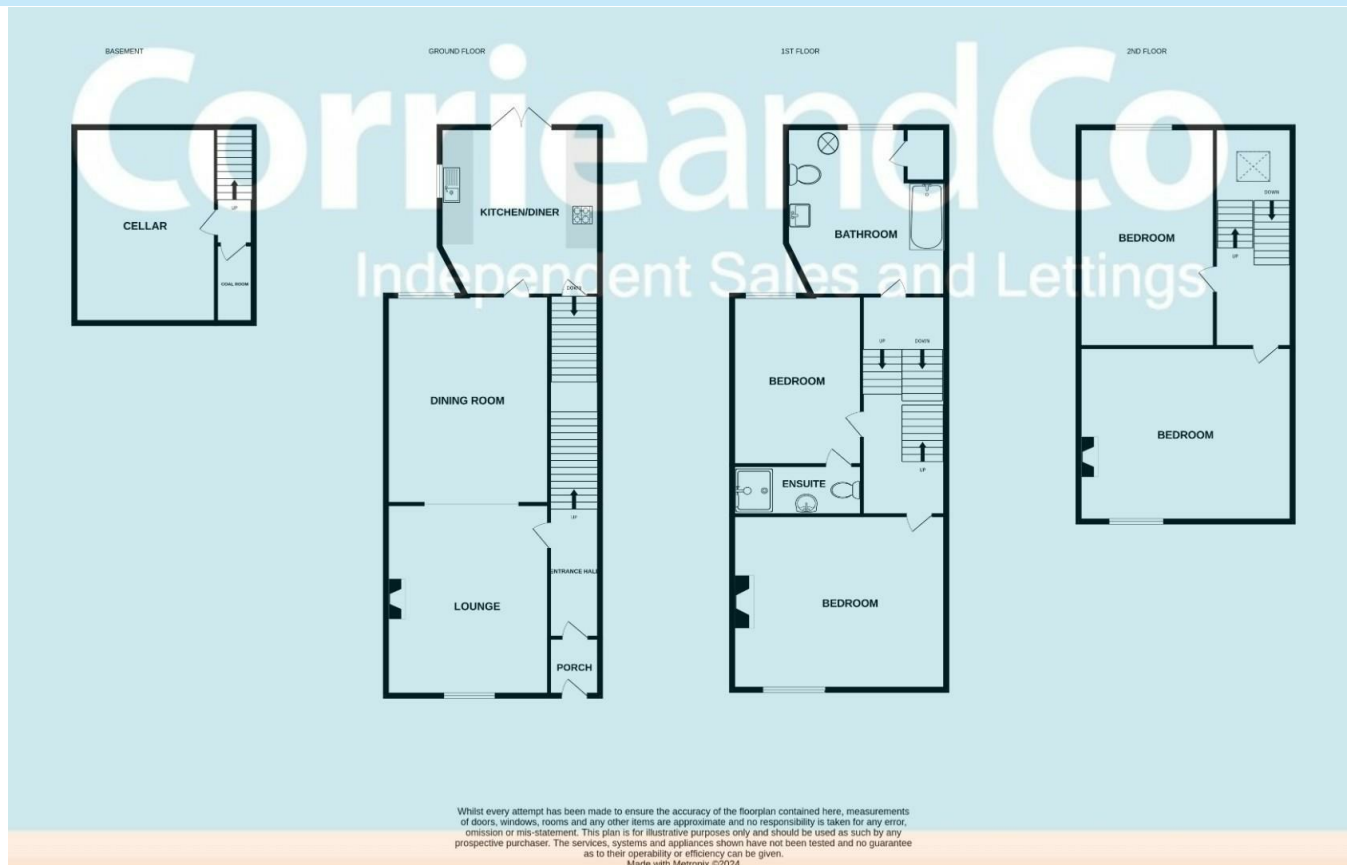 BASEMENT
GROUND FLOOR
1ST FLOOR
2ND FLOOR
CorrieandCo
Independent Sales and Lettings
CELLAR
UP
COAL ROOM
KITCHEN/DINER
DOWN
DINING ROOM
UP
ENTRANCE HALL
LOUNGE
PORCH
BATHROOM
UP
DOWN
BEDROOM
ENSUITE
UP
BEDROOM
DOWN
BEDROOM
UP
BEDROOM
Whilst every attempt has been made to ensure the accuracy of the floorplan contained here, measurements
of doors, windows, rooms and any other items are approximate and no responsibility is taken for any error,
omission or mis-statement. This plan is for illustrative purposes only and should be used as such by any
prospective purchaser. The services, systems and appliances shown have not been tested and no guarantee
as to their operability or efficiency can be given.
Made with Metropix ©2024